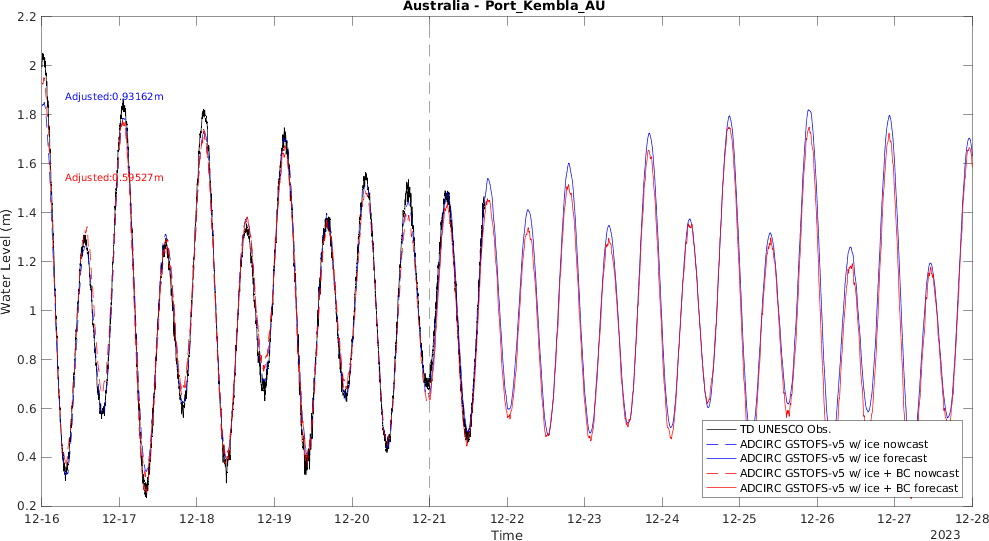 Australia - Port_Kembla_AU
2.2
2
1.8
1.6
1.4
1.2
1
0.8
0.6
0.4
0.2
Water Level (m)
Adjusted:0.93162m
Adjusted:0.59527m
TD UNESCO Obs.
ADCIRC GSTOFS-v5 w/ ice nowcast
ADCIRC GSTOFS-v5 w/ ice forecast
ADCIRC GSTOFS-v5 w/ ice + BC nowcast
ADCIRC GSTOFS-v5 w/ ice + BC forecast
12-16 12-17 12-18 12-19 12-20 12-21 12-22 12-23 12-24 12-25 12-26 12-27 12-28
Time
2023